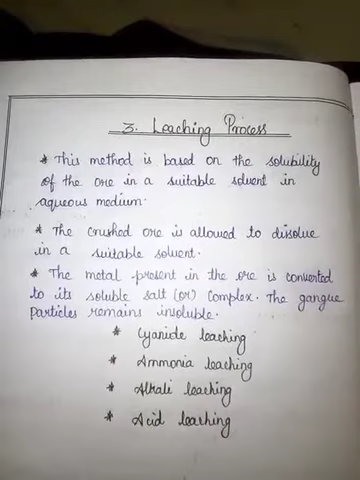 3. Leaching Process
* This method is based on the solubility
of the ore in a suitable solvent in
aqueous medium.
* The crushed ore is allowed to dissolve
in a suitable solvent.
* The metal present in the ore is converted
to its soluble salt (or) complex. The gangue
particles remains insoluble.
* Cyanide leaching
* Ammonia leaching
* Alkali leaching
* Acid leaching